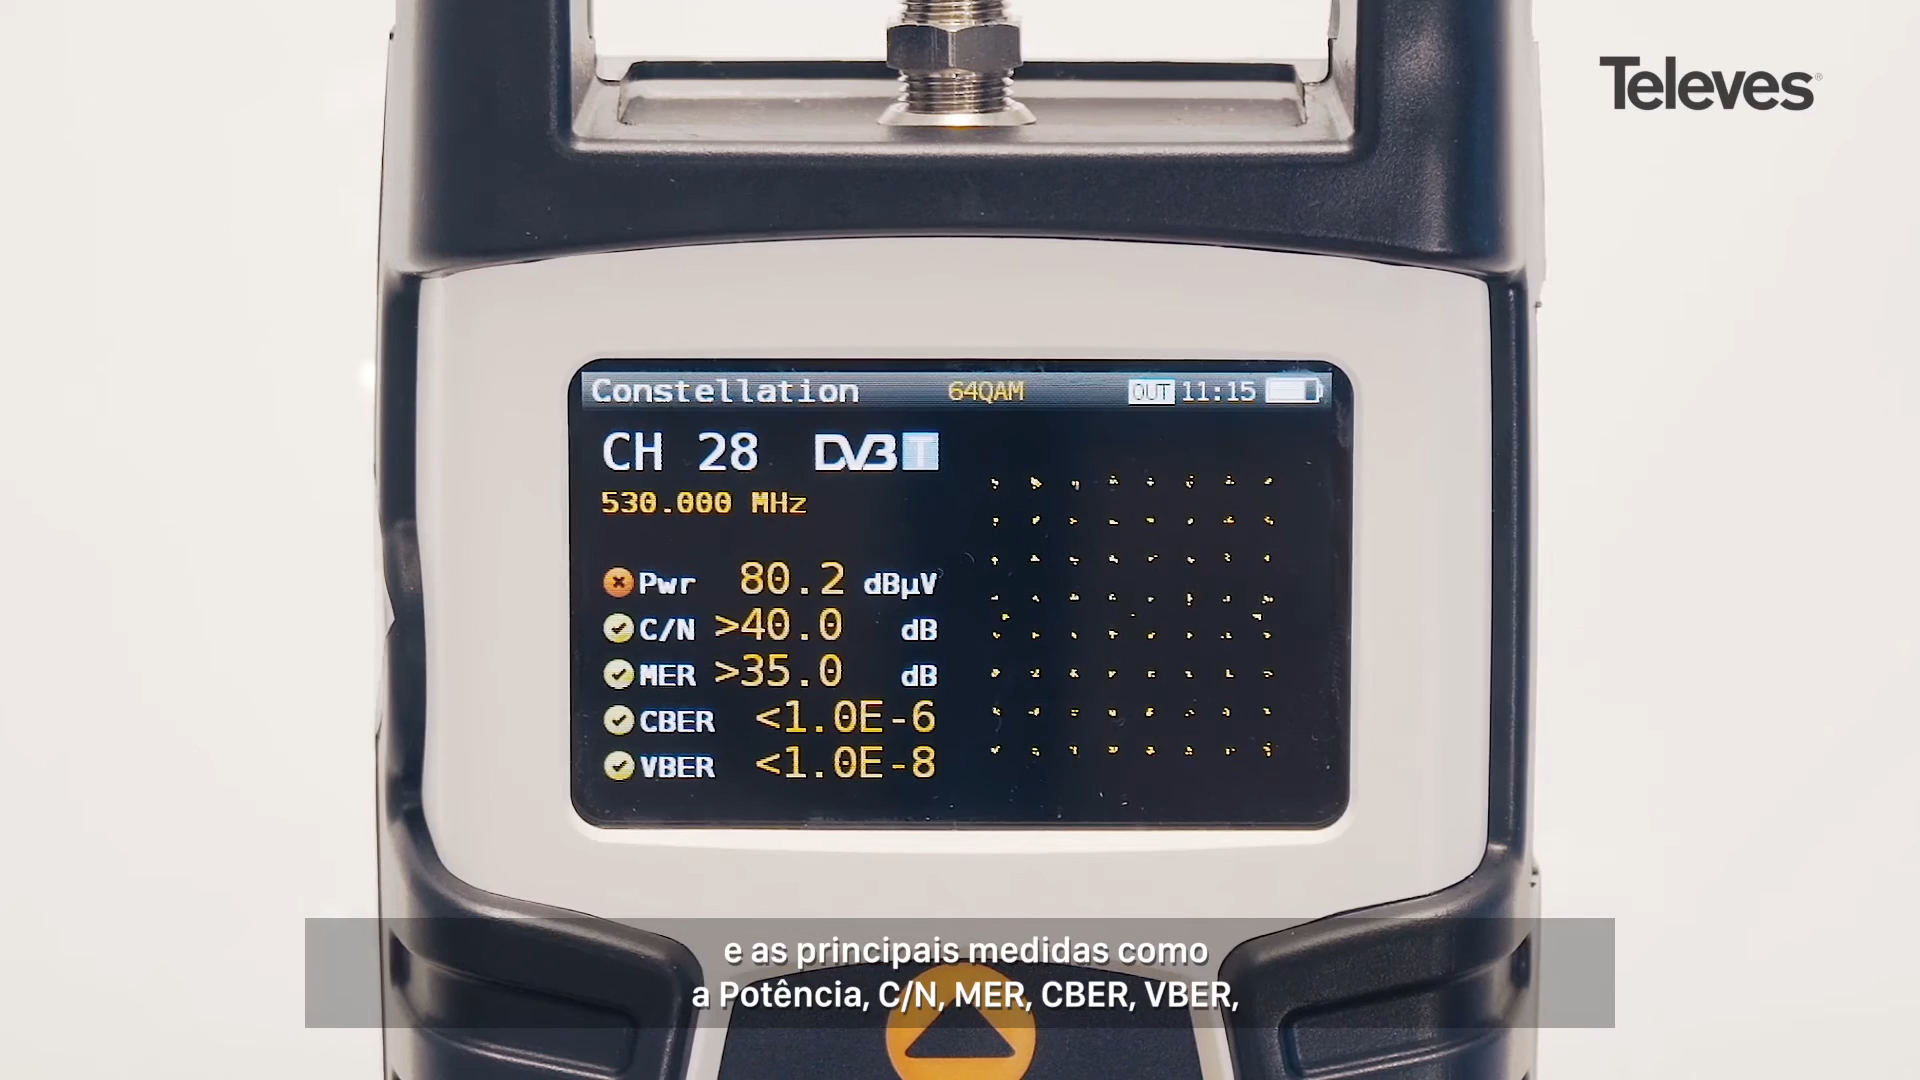 Televes
Constellation 64QAM OUT 11:15
CH 28 DVB T
530.000 MHz
Pwr 80.2 dBµV
C/N >40.0 dB
MER >35.0 dB
CBER <1.0E-6
VBER <1.0E-8
e as principais medidas como
a Potência, C/N, MER, CBER, VBER,